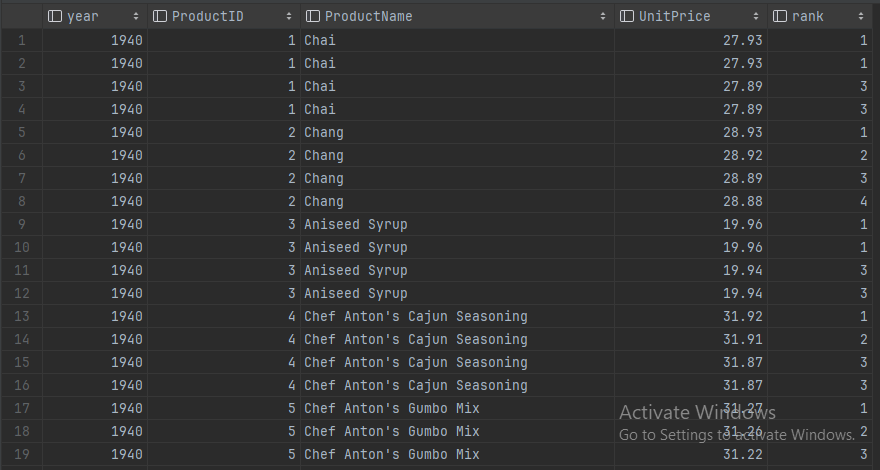 year ProductID ProductName UnitPrice rank
1 1940 1 Chai 27.93 1
2 1940 1 Chai 27.93 1
3 1940 1 Chai 27.89 3
4 1940 1 Chai 27.89 3
5 1940 2 Chang 28.93 1
6 1940 2 Chang 28.92 2
7 1940 2 Chang 28.89 3
8 1940 2 Chang 28.88 4
9 1940 3 Aniseed Syrup 19.96 1
10 1940 3 Aniseed Syrup 19.96 1
11 1940 3 Aniseed Syrup 19.94 3
12 1940 3 Aniseed Syrup 19.94 3
13 1940 4 Chef Anton's Cajun Seasoning 31.92 1
14 1940 4 Chef Anton's Cajun Seasoning 31.91 2
15 1940 4 Chef Anton's Cajun Seasoning 31.87 3
16 1940 4 Chef Anton's Cajun Seasoning 31.87 3
17 1940 5 Chef Anton's Gumbo Mix 31.27 1
18 1940 5 Chef Anton's Gumbo Mix 31.26 2
19 1940 5 Chef Anton's Gumbo Mix 31.22 3
Activate Windows
Go to Settings to activate Windows.